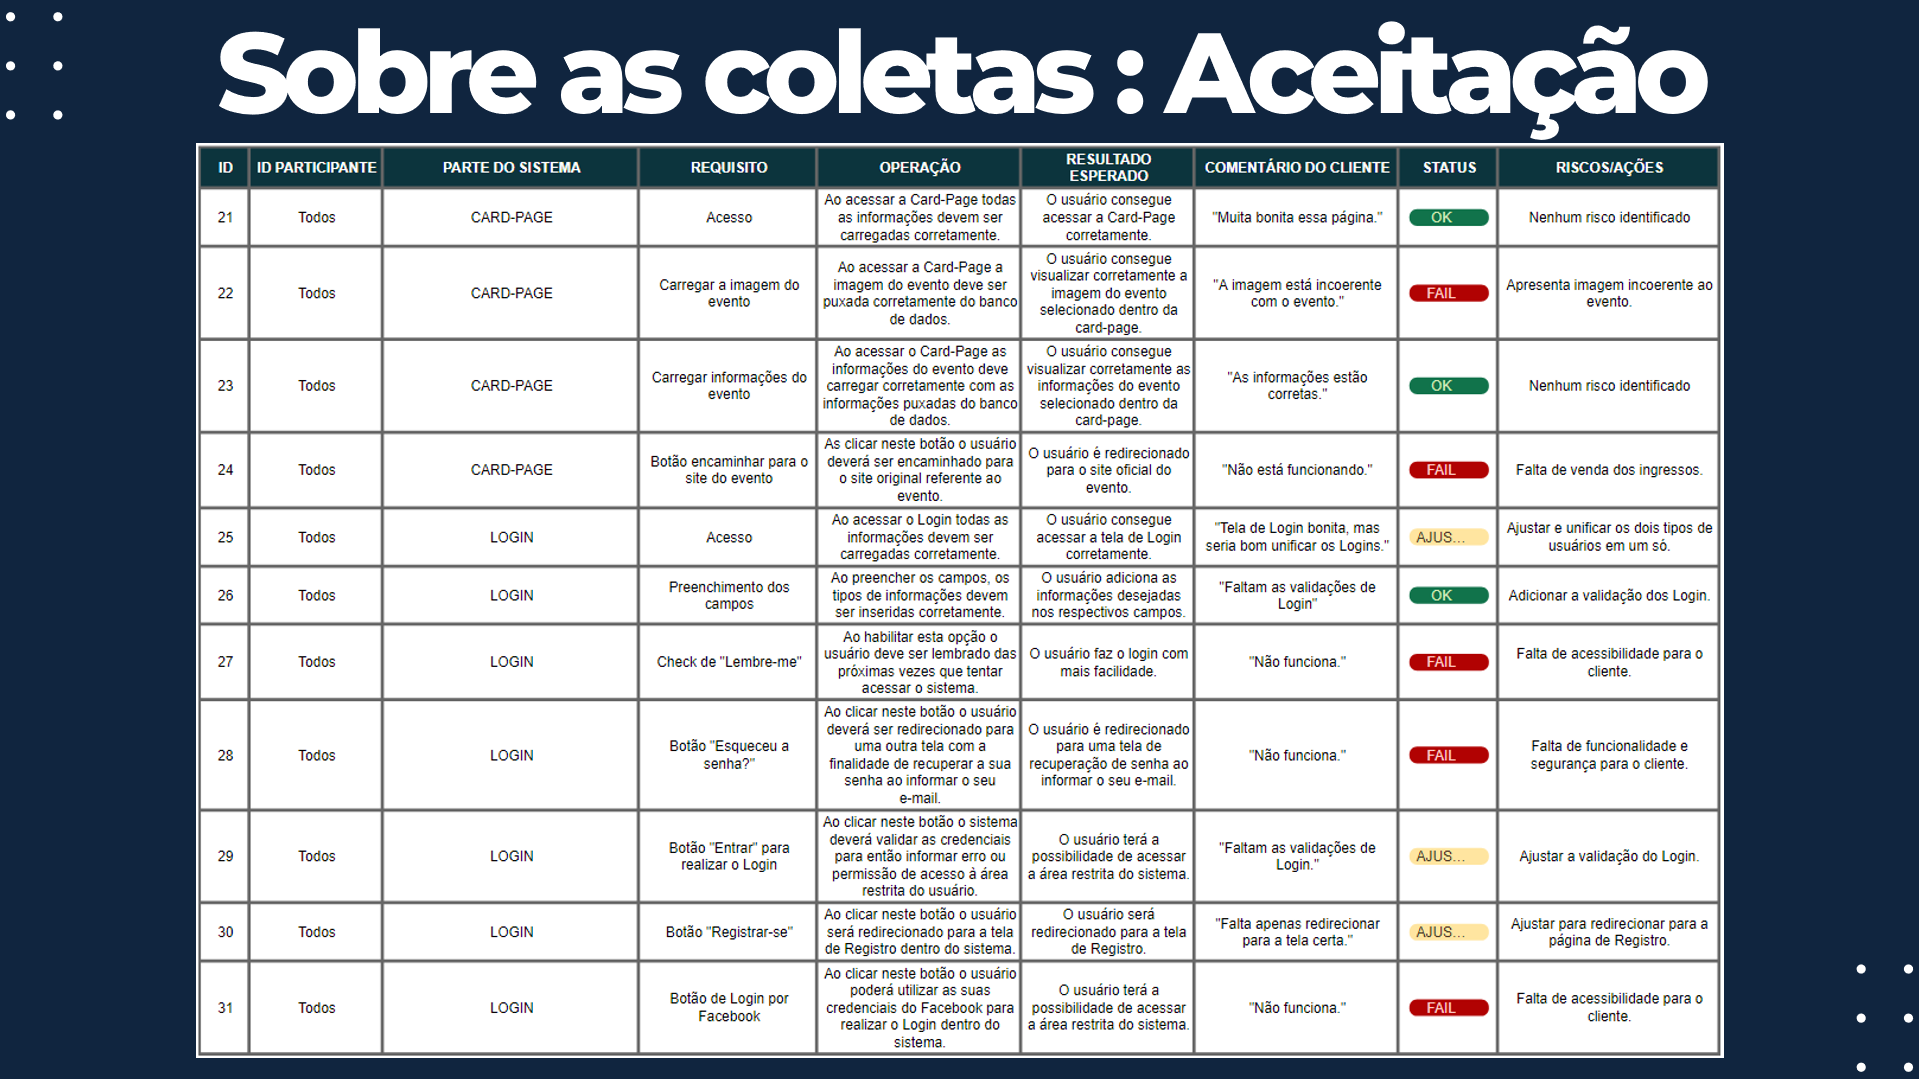 Sobre as coletas : Aceitação
ID
ID PARTICIPANTE
PARTE DO SISTEMA
REQUISITO
OPERAÇÃO
RESULTADO
ESPERADO
COMENTÁRIO DO CLIENTE
STATUS
RISCOS/AÇÕES
21
Todos
CARD-PAGE
Acesso
Ao acessar a Card-Page todas
as informações devem ser
carregadas corretamente.
O usuário consegue
acessar a Card-Page
corretamente.
"Muita bonita essa página."
OK
Nenhum risco identificado
22
Todos
CARD-PAGE
Carregar a imagem do
evento
Ao acessar a Card-Page a
imagem do evento deve ser
puxada corretamente do banco
de dados.
O usuário consegue
visualizar corretamente a
imagem do evento
selecionado dentro da
card-page.
"A imagem está incoerente
com o evento."
FAIL
Apresenta imagem incoerente ao
evento.
23
Todos
CARD-PAGE
Carregar informações do
evento
Ao acessar o Card-Page as
informações do evento deve
carregar corretamente com as
informações puxadas do banco
de dados.
O usuário consegue
visualizar corretamente as
informações do evento
selecionado dentro da
card-page.
"As informações estão
corretas."
OK
Nenhum risco identificado
24
Todos
CARD-PAGE
Botão encaminhar para o
site do evento
As clicar neste botão o usuário
deverá ser encaminhado para
o site original referente ao
evento.
O usuário é redirecionado
para o site oficial do
evento.
"Não está funcionando."
FAIL
Falta de venda dos ingressos.
25
Todos
LOGIN
Acesso
Ao acessar o Login todas as
informações devem ser
carregadas corretamente.
O usuário consegue
acessar a tela de Login
corretamente.
"Tela de Login bonita, mas
seria bom unificar os Logins."
AJUS...
Ajustar e unificar os dois tipos de
usuários em um só.
26
Todos
LOGIN
Preenchimento dos
campos
Ao preencher os campos, os
tipos de informações devem
ser inseridas corretamente.
O usuário adiciona as
informações desejadas
nos respectivos campos.
"Faltam as validações de
Login"
OK
Adicionar a validação dos Login.
27
Todos
LOGIN
Check de "Lembre-me"
Ao habilitar esta opção o
usuário deve ser lembrado das
próximas vezes que tentar
acessar o sistema.
O usuário faz o login com
mais facilidade.
"Não funciona."
FAIL
Falta de acessibilidade para o
cliente.
28
Todos
LOGIN
Botão "Esqueceu a
senha?"
Ao clicar neste botão o usuário
deverá ser redirecionado para
uma outra tela com a
finalidade de recuperar a sua
senha ao informar o seu
e-mail.
O usuário é redirecionado
para uma tela de
recuperação de senha ao
informar o seu e-mail.
"Não funciona."
FAIL
Falta de funcionalidade e
segurança para o cliente.
29
Todos
LOGIN
Botão "Entrar" para
realizar o Login
Ao clicar neste botão o sistema
deverá validar as credenciais
para então informar erro ou
permissão de acesso à área
restrita do usuário.
O usuário terá a
possibilidade de acessar
a área restrita do sistema.
"Faltam as validações de
Login."
AJUS...
Ajustar a validação do Login.
30
Todos
LOGIN
Botão "Registrar-se"
Ao clicar neste botão o usuário
será redirecionado para a tela
de Registro dentro do sistema.
O usuário será
redirecionado para a tela
de Registro.
"Falta apenas redirecionar
para a tela certa."
AJUS...
Ajustar para redirecionar para a
página de Registro.
31
Todos
LOGIN
Botão de Login por
Facebook
Ao clicar neste botão o usuário
poderá utilizar as suas
credenciais do Facebook para
realizar o Login dentro do
sistema.
O usuário terá a
possibilidade de acessar
a área restrita do sistema.
"Não funciona."
FAIL
Falta de acessibilidade para o
cliente.